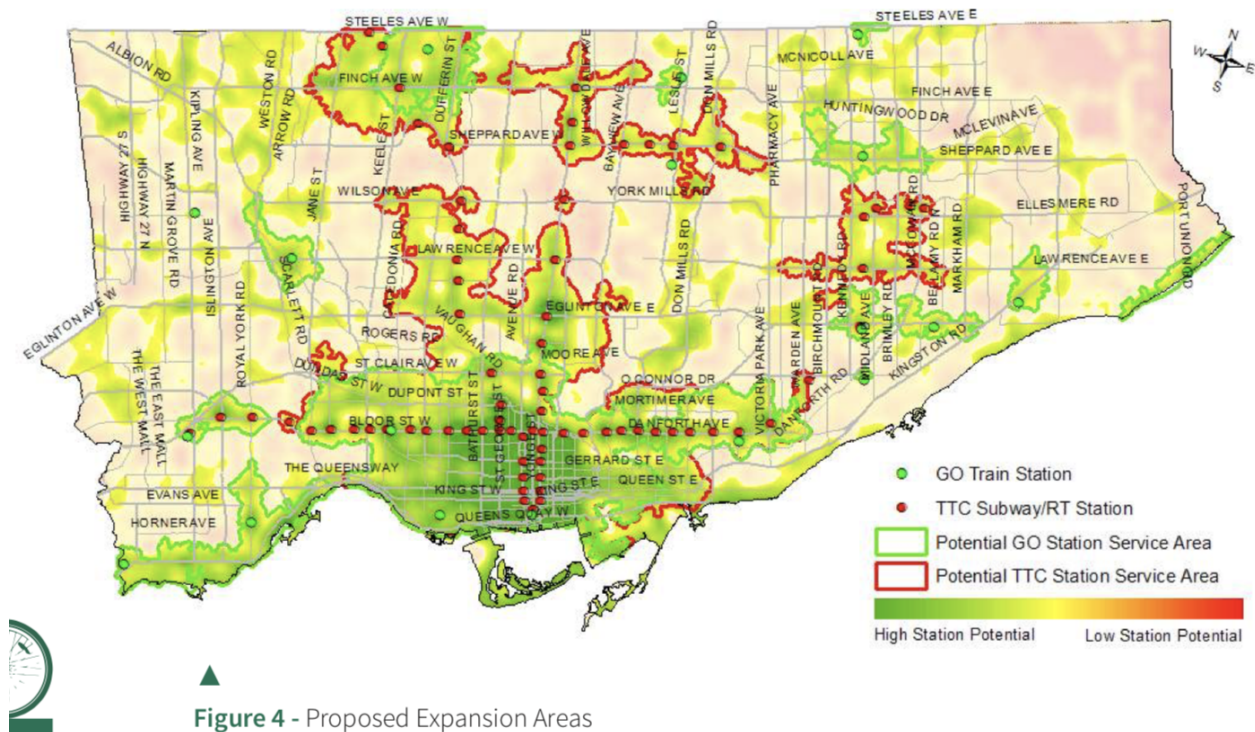 STEELES AVE W
STEELES AVE E
N
W
E
S
ALBION RD
WESTON RD
DUFFERIN ST
WILLOWDALE AVE
LESLIE ST
DON MILLS RD
MCNICOLL AVE
FINCH AVE W
FINCH AVE E
KIPLING AVE
ARROW RD
KEELE ST
SHEPPARD AVE W
BAYVIEW AVE
PHARMACY AVE
HUNTINGWOOD DR
MCLEVIN AVE
SHEPPARD AVE E
HIGHWAY 27 S
HIGHWAY 27 N
MARTIN GROVE RD
ISLINGTON AVE
JANE ST
WILSON AVE
YORK MILLS RD
ELLESMERE RD
PORT UNION RD
SCARLETT RD
CALEDONIA RD
LAWRENCE AVE W
AVENUE RD
DON MILLS RD
KENNEDY RD
MCCOWAN RD
BELLAMY RD N
MARKHAM RD
LAWRENCE AVE E
EGLINTON AVE W
ROYAL YORK RD
VAUGHAN RD
EGLINTON AVE E
VICTORIA PARK AVE
WARDEN AVE
BIRCHMOUNT RD
MIDLAND AVE
BRIMLEY RD
KINGSTON RD
ROGERS RD
THE WEST MALL
THE EAST MALL
DUNDAS ST W
ST CLAIR AVE W
MOORE AVE
O CONNOR DR
DANFORTH RD
DUPONT ST
BATHURST ST
ST GEORGE ST
YONGE ST
MORTIMER AVE
BLOOR ST W
DANFORTH AVE
THE QUEENSWAY
GERRARD ST E
EVANS AVE
KING ST W
KING ST E
QUEEN ST E
HORNER AVE
QUEENS QUAY W
GO Train Station
TTC Subway/RT Station
Potential GO Station Service Area
Potential TTC Station Service Area
High Station Potential
Low Station Potential
Figure 4 - Proposed Expansion Areas